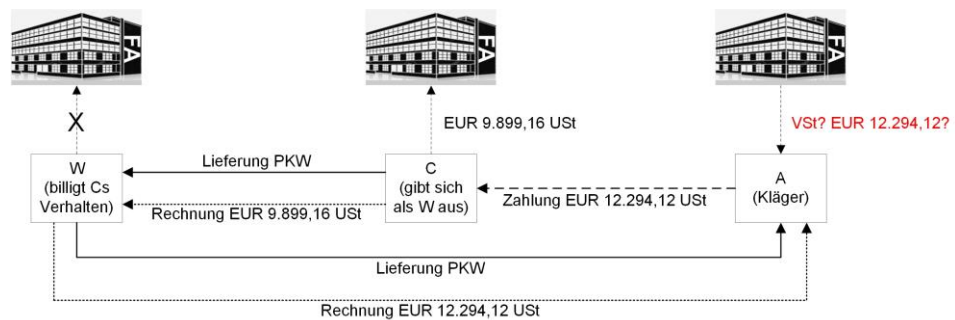 FA
FA
FA
X
EUR 9.899,16 USt
VSt? EUR 12.294,12?
W
(billigt Cs
Verhalten)
Lieferung PKW
Rechnung EUR 9.899,16 USt
C
(gibt sich
als W aus)
Zahlung EUR 12.294,12 USt
A
(Kläger)
Lieferung PKW
Rechnung EUR 12.294,12 USt